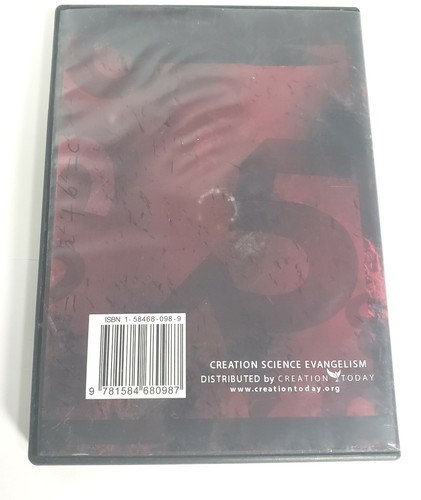 ISBN 1-58468-098-9
9 781584 680987
CREATION SCIENCE EVANGELISM
DISTRIBUTED by CREATION TODAY
www.creationtoday.org